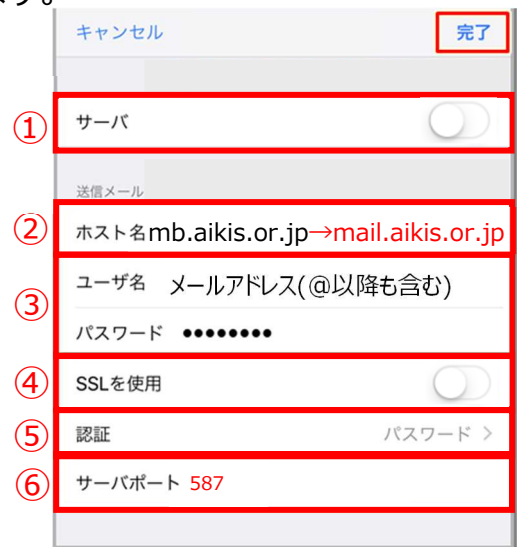 ます。
キャンセル 完了
① サーバ
送信メール
② ホスト名 mb.aikis.or.jp→mail.aikis.or.jp
③ ユーザ名 メールアドレス(@以降も含む)
パスワード ●●●●●●●●
④ SSLを使用
⑤ 認証 パスワード >
⑥ サーバポート 587